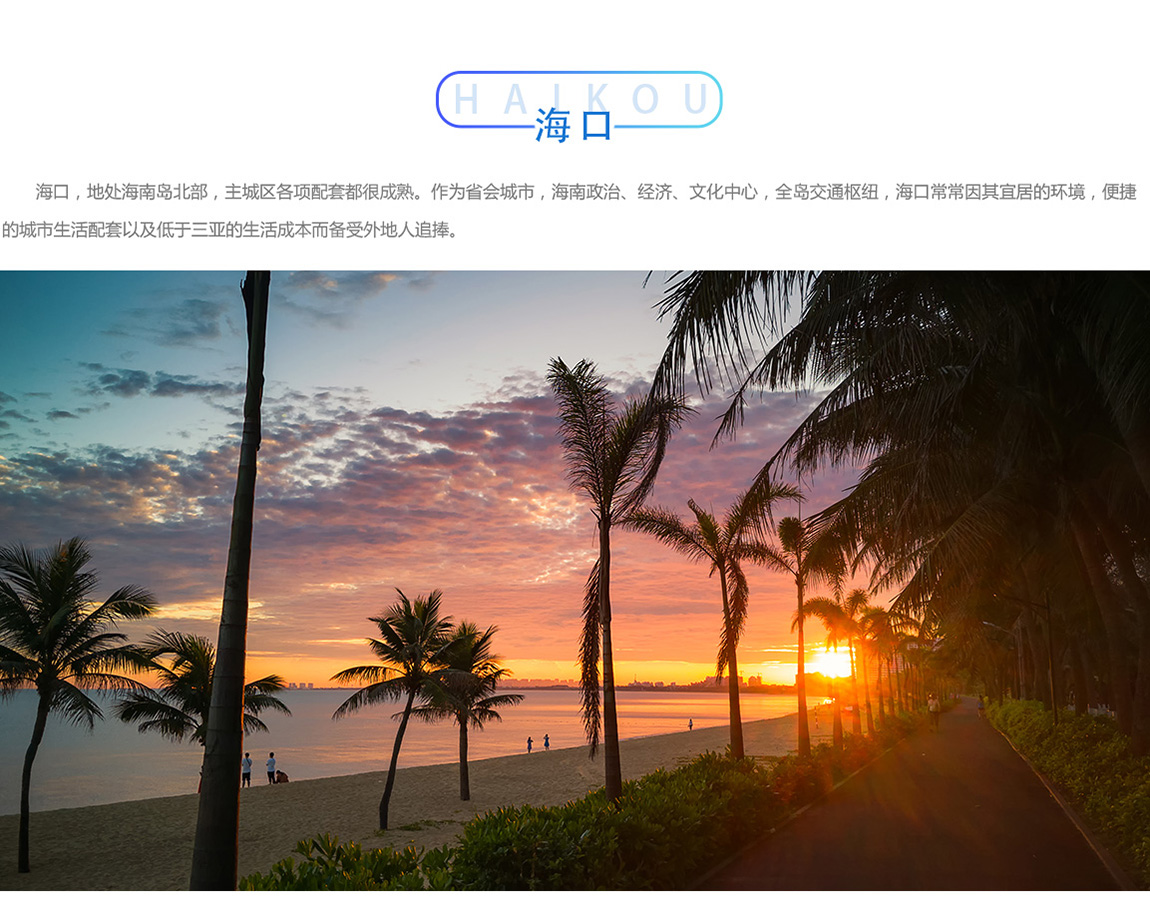 HAIKOU
海口
海口，地处海南岛北部，主城区各项配套都很成熟。作为省会城市，海南政治、经济、文化中心，全岛交通枢纽，海口常常因其宜居的环境，便捷
的城市生活配套以及低于三亚的生活成本而备受外地人追捧。